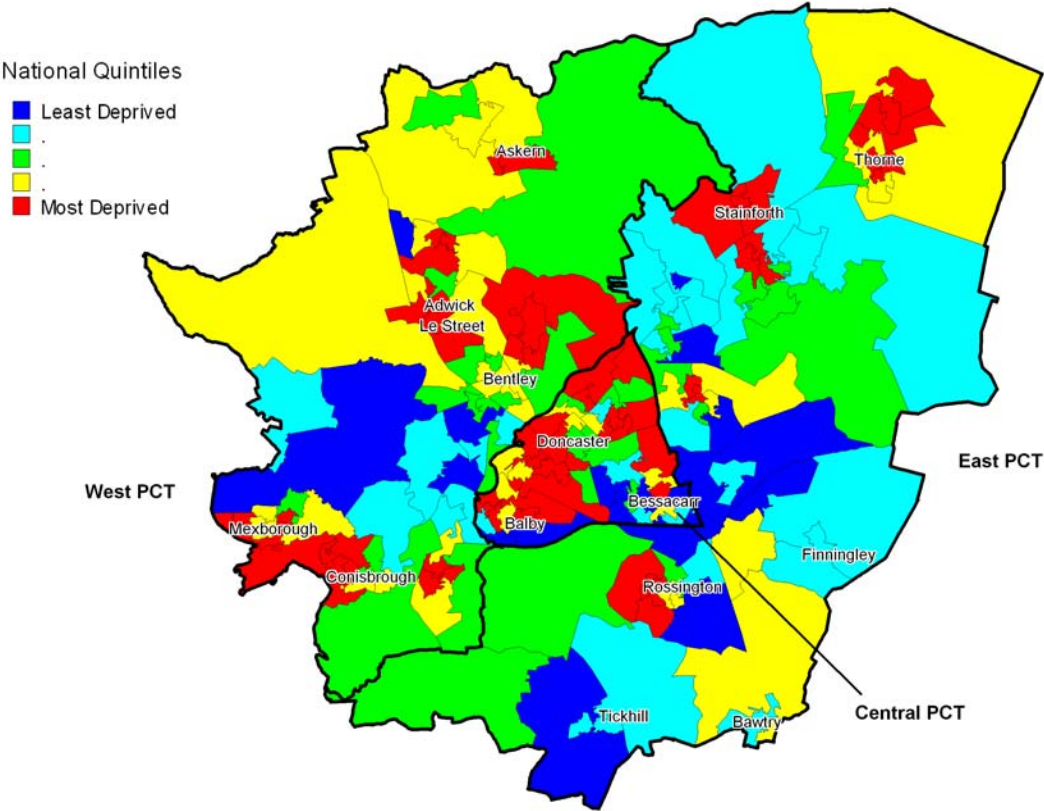 National Quintiles
Least Deprived
.
.
.
Most Deprived
Askern
Thorne
Stainforth
Adwick
Le Street
Bentley
Doncaster
East PCT
West PCT
Bessacarr
Mexborough
Balby
Finningley
Conisbrough
Rossington
Central PCT
Tickhill
Bawtry